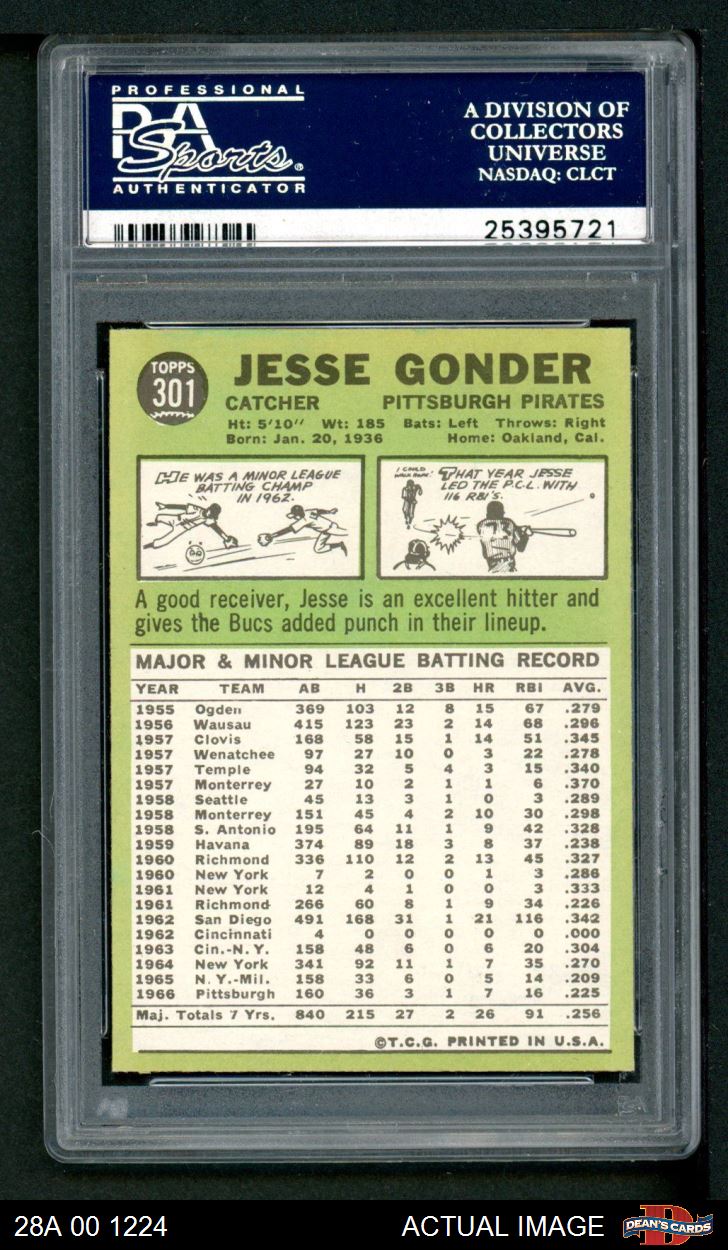 PROFESSIONAL
PSA
Sports®
AUTHENTICATOR
A DIVISION OF
COLLECTORS
UNIVERSE
NASDAQ: CLCT
25395721
TOPPS
301
JESSE GONDER
CATCHER PITTSBURGH PIRATES
Ht: 5'10" Wt: 185 Bats: Left Throws: Right
Born: Jan. 20, 1936 Home: Oakland, Cal.
HE WAS A MINOR LEAGUE
BATTING CHAMP
IN 1962.
I COULD
WALK HOME!
THAT YEAR JESSE
LED THE P.C.L. WITH
116 RBI'S.
A good receiver, Jesse is an excellent hitter and
gives the Bucs added punch in their lineup.
MAJOR & MINOR LEAGUE BATTING RECORD
YEAR TEAM AB H 2B 3B HR RBI AVG.
1955 Ogden 369 103 12 8 15 67 .279
1956 Wausau 415 123 23 2 14 68 .296
1957 Clovis 168 58 15 1 14 51 .345
1957 Wenatchee 97 27 10 0 3 22 .278
1957 Temple 94 32 5 4 3 15 .340
1957 Monterrey 27 10 2 1 1 6 .370
1958 Seattle 45 13 3 1 0 3 .289
1958 Monterrey 151 45 4 2 10 30 .298
1958 S. Antonio 195 64 11 1 9 42 .328
1959 Havana 374 89 18 3 8 37 .238
1960 Richmond 336 110 12 2 13 45 .327
1960 New York 7 2 0 0 1 3 .286
1961 New York 12 4 1 0 0 3 .333
1961 Richmond 266 60 8 1 9 34 .226
1962 San Diego 491 168 31 1 21 116 .342
1962 Cincinnati 4 0 0 0 0 0 .000
1963 Cin.-N.Y. 158 48 6 0 6 20 .304
1964 New York 341 92 11 1 7 35 .270
1965 N.Y.-Mil. 158 33 6 0 5 14 .209
1966 Pittsburgh 160 36 3 1 7 16 .225
Maj. Totals 7 Yrs. 840 215 27 2 26 91 .256
©T.C.G. PRINTED IN U.S.A.
28A 00 1224 ACTUAL IMAGE
DEAN'S CARDS